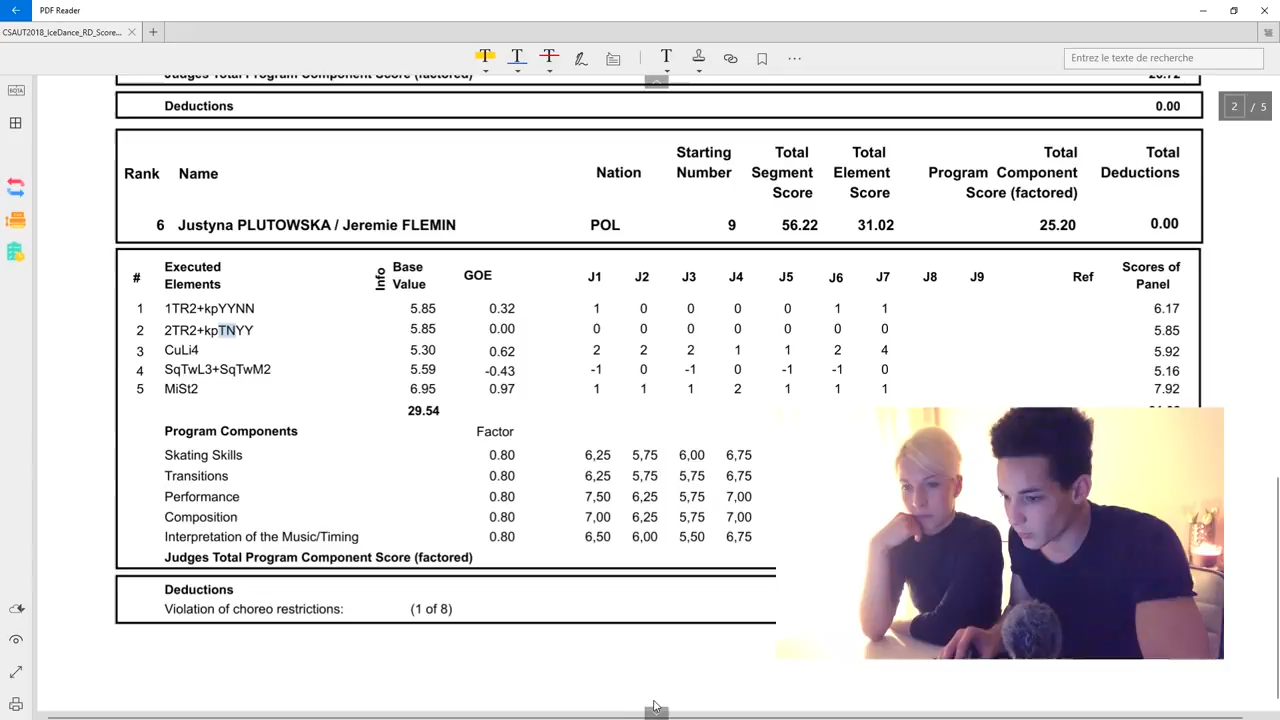 PDF Reader
CSAUT2018_IceDance_RD_Score...
Entrez le texte de recherche
Judges Total Program Component Score (factored)
Deductions 0.00
2 / 5
Rank Name Nation Starting Number Total Segment Score Total Element Score Total Program Component Score (factored) Total Deductions
6 Justyna PLUTOWSKA / Jeremie FLEMIN POL 9 56.22 31.02 25.20 0.00
# Executed Elements Info Base Value GOE J1 J2 J3 J4 J5 J6 J7 J8 J9 Ref Scores of Panel
1 1TR2+kpYYNN 5.85 0.32 1 0 0 0 0 1 1 6.17
2 2TR2+kpTNYY 5.85 0.00 0 0 0 0 0 0 0 5.85
3 CuLi4 5.30 0.62 2 2 2 1 1 2 4 5.92
4 SqTwL3+SqTwM2 5.59 -0.43 -1 0 -1 0 -1 -1 0 5.16
5 MiSt2 6.95 0.97 1 1 1 2 1 1 1 7.92
29.54
Program Components Factor
Skating Skills 0.80 6,25 5,75 6,00 6,75
Transitions 0.80 6,25 5,75 5,75 6,75
Performance 0.80 7,50 6,25 5,75 7,00
Composition 0.80 7,00 6,25 5,75 7,00
Interpretation of the Music/Timing 0.80 6,50 6,00 5,50 6,75
Judges Total Program Component Score (factored)
Deductions
Violation of choreo restrictions: (1 of 8)